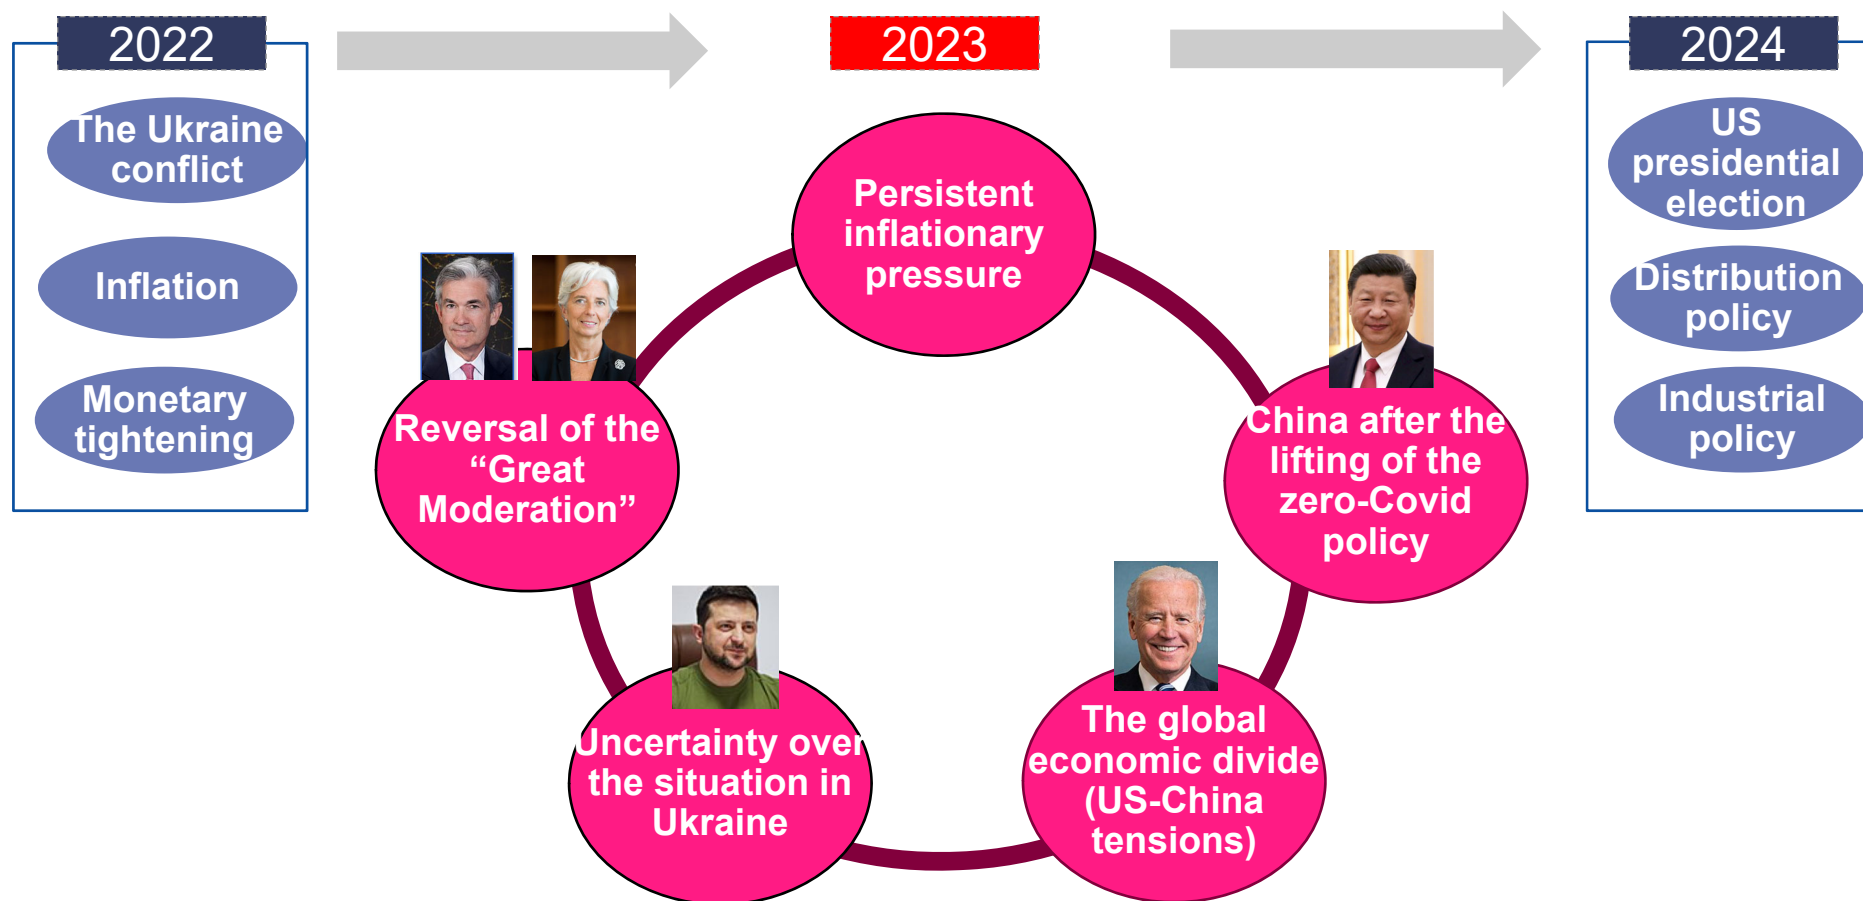 2022
2023
2024
The Ukraine
conflict
Inflation
Monetary
tightening
Persistent
inflationary
pressure
Reversal of the
“Great
Moderation”
China after the
lifting of the
zero-Covid
policy
Uncertainty over
the situation in
Ukraine
The global
economic divide
(US-China
tensions)
US
presidential
election
Distribution
policy
Industrial
policy